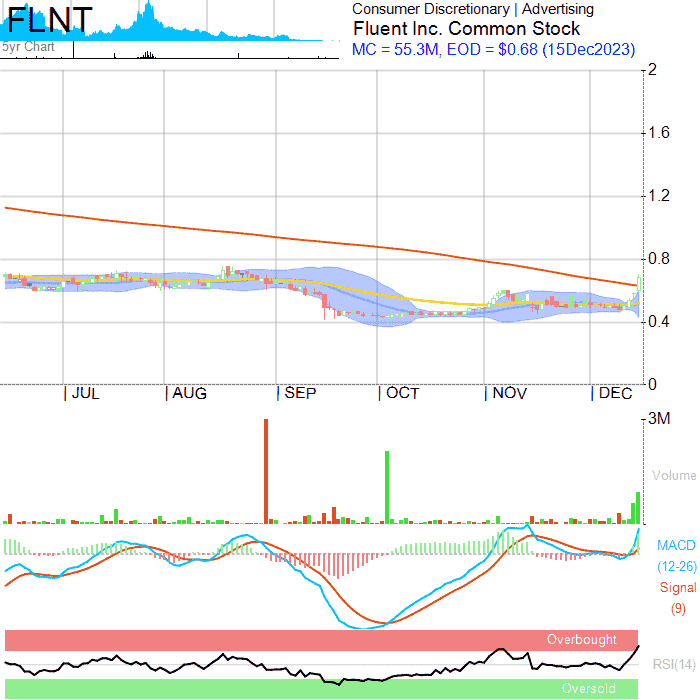 FLNT
5yr Chart
Consumer Discretionary | Advertising
Fluent Inc. Common Stock
MC = 55.3M, EOD = $0.68 (15Dec2023)
2
1.6
1.2
0.8
0.4
0
JUL AUG SEP OCT NOV DEC
3M
Volume
MACD
(12-26)
Signal
(9)
Overbought
RSI(14)
Oversold